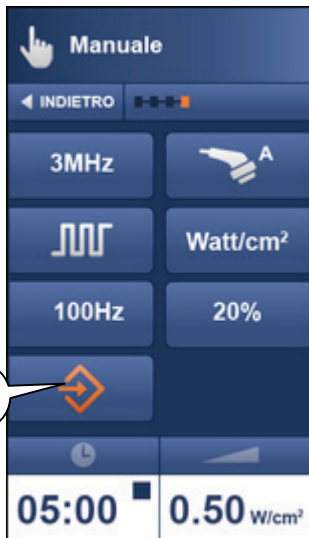 Manuale
INDIETRO
3MHz
A
Watt/cm²
100Hz
20%
05:00
0.50 W/cm²